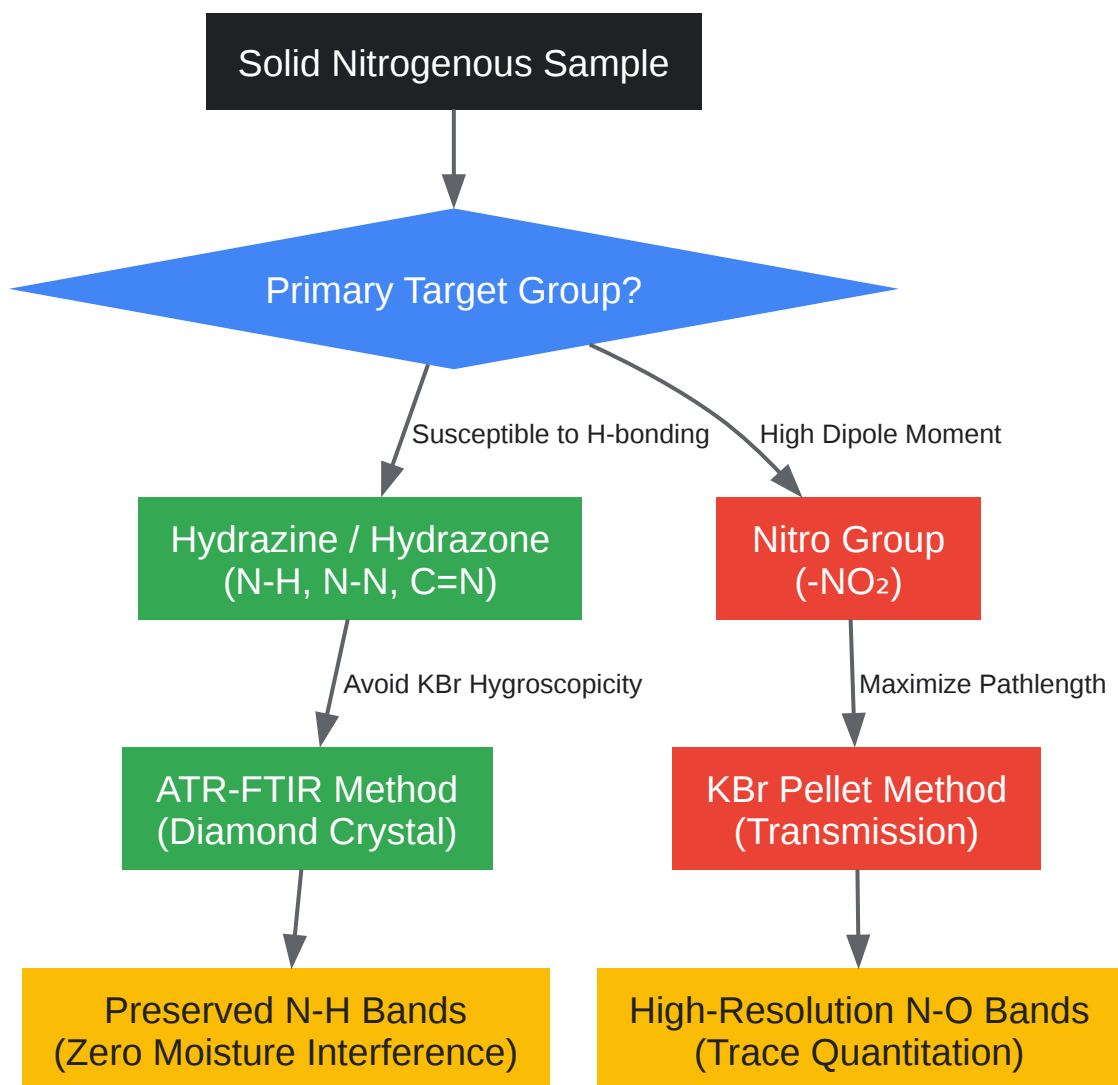 Solid Nitrogenous Sample
Primary Target Group?
Susceptible to H-bonding
High Dipole Moment
Hydrazine / Hydrazone
(N-H, N-N, C=N)
Nitro Group
(-NO₂)
Avoid KBr Hygroscopicity
Maximize Pathlength
ATR-FTIR Method
(Diamond Crystal)
KBr Pellet Method
(Transmission)
Preserved N-H Bands
(Zero Moisture Interference)
High-Resolution N-O Bands
(Trace Quantitation)